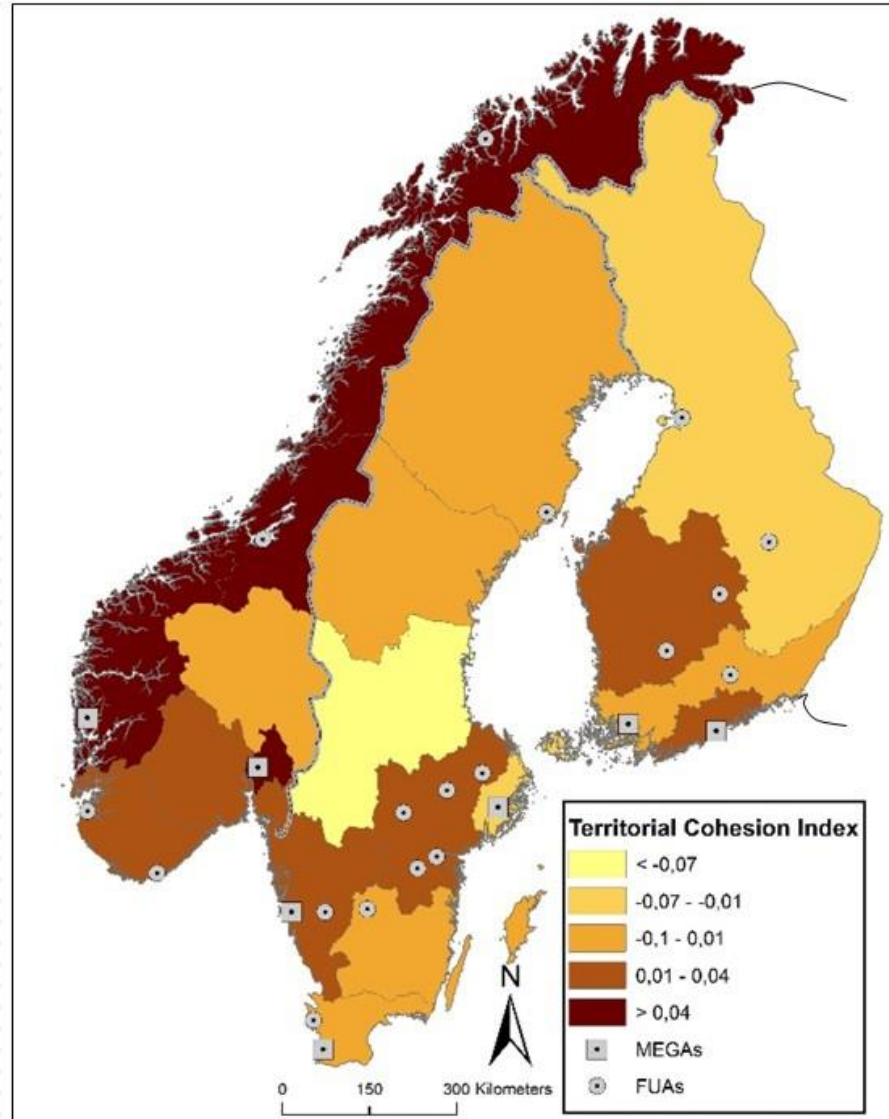 Territorial Cohesion Index
< -0,07
-0,07 - -0,01
-0,1 - 0,01
0,01 - 0,04
> 0,04
MEGAs
FUAs
N
0 150 300 Kilometers